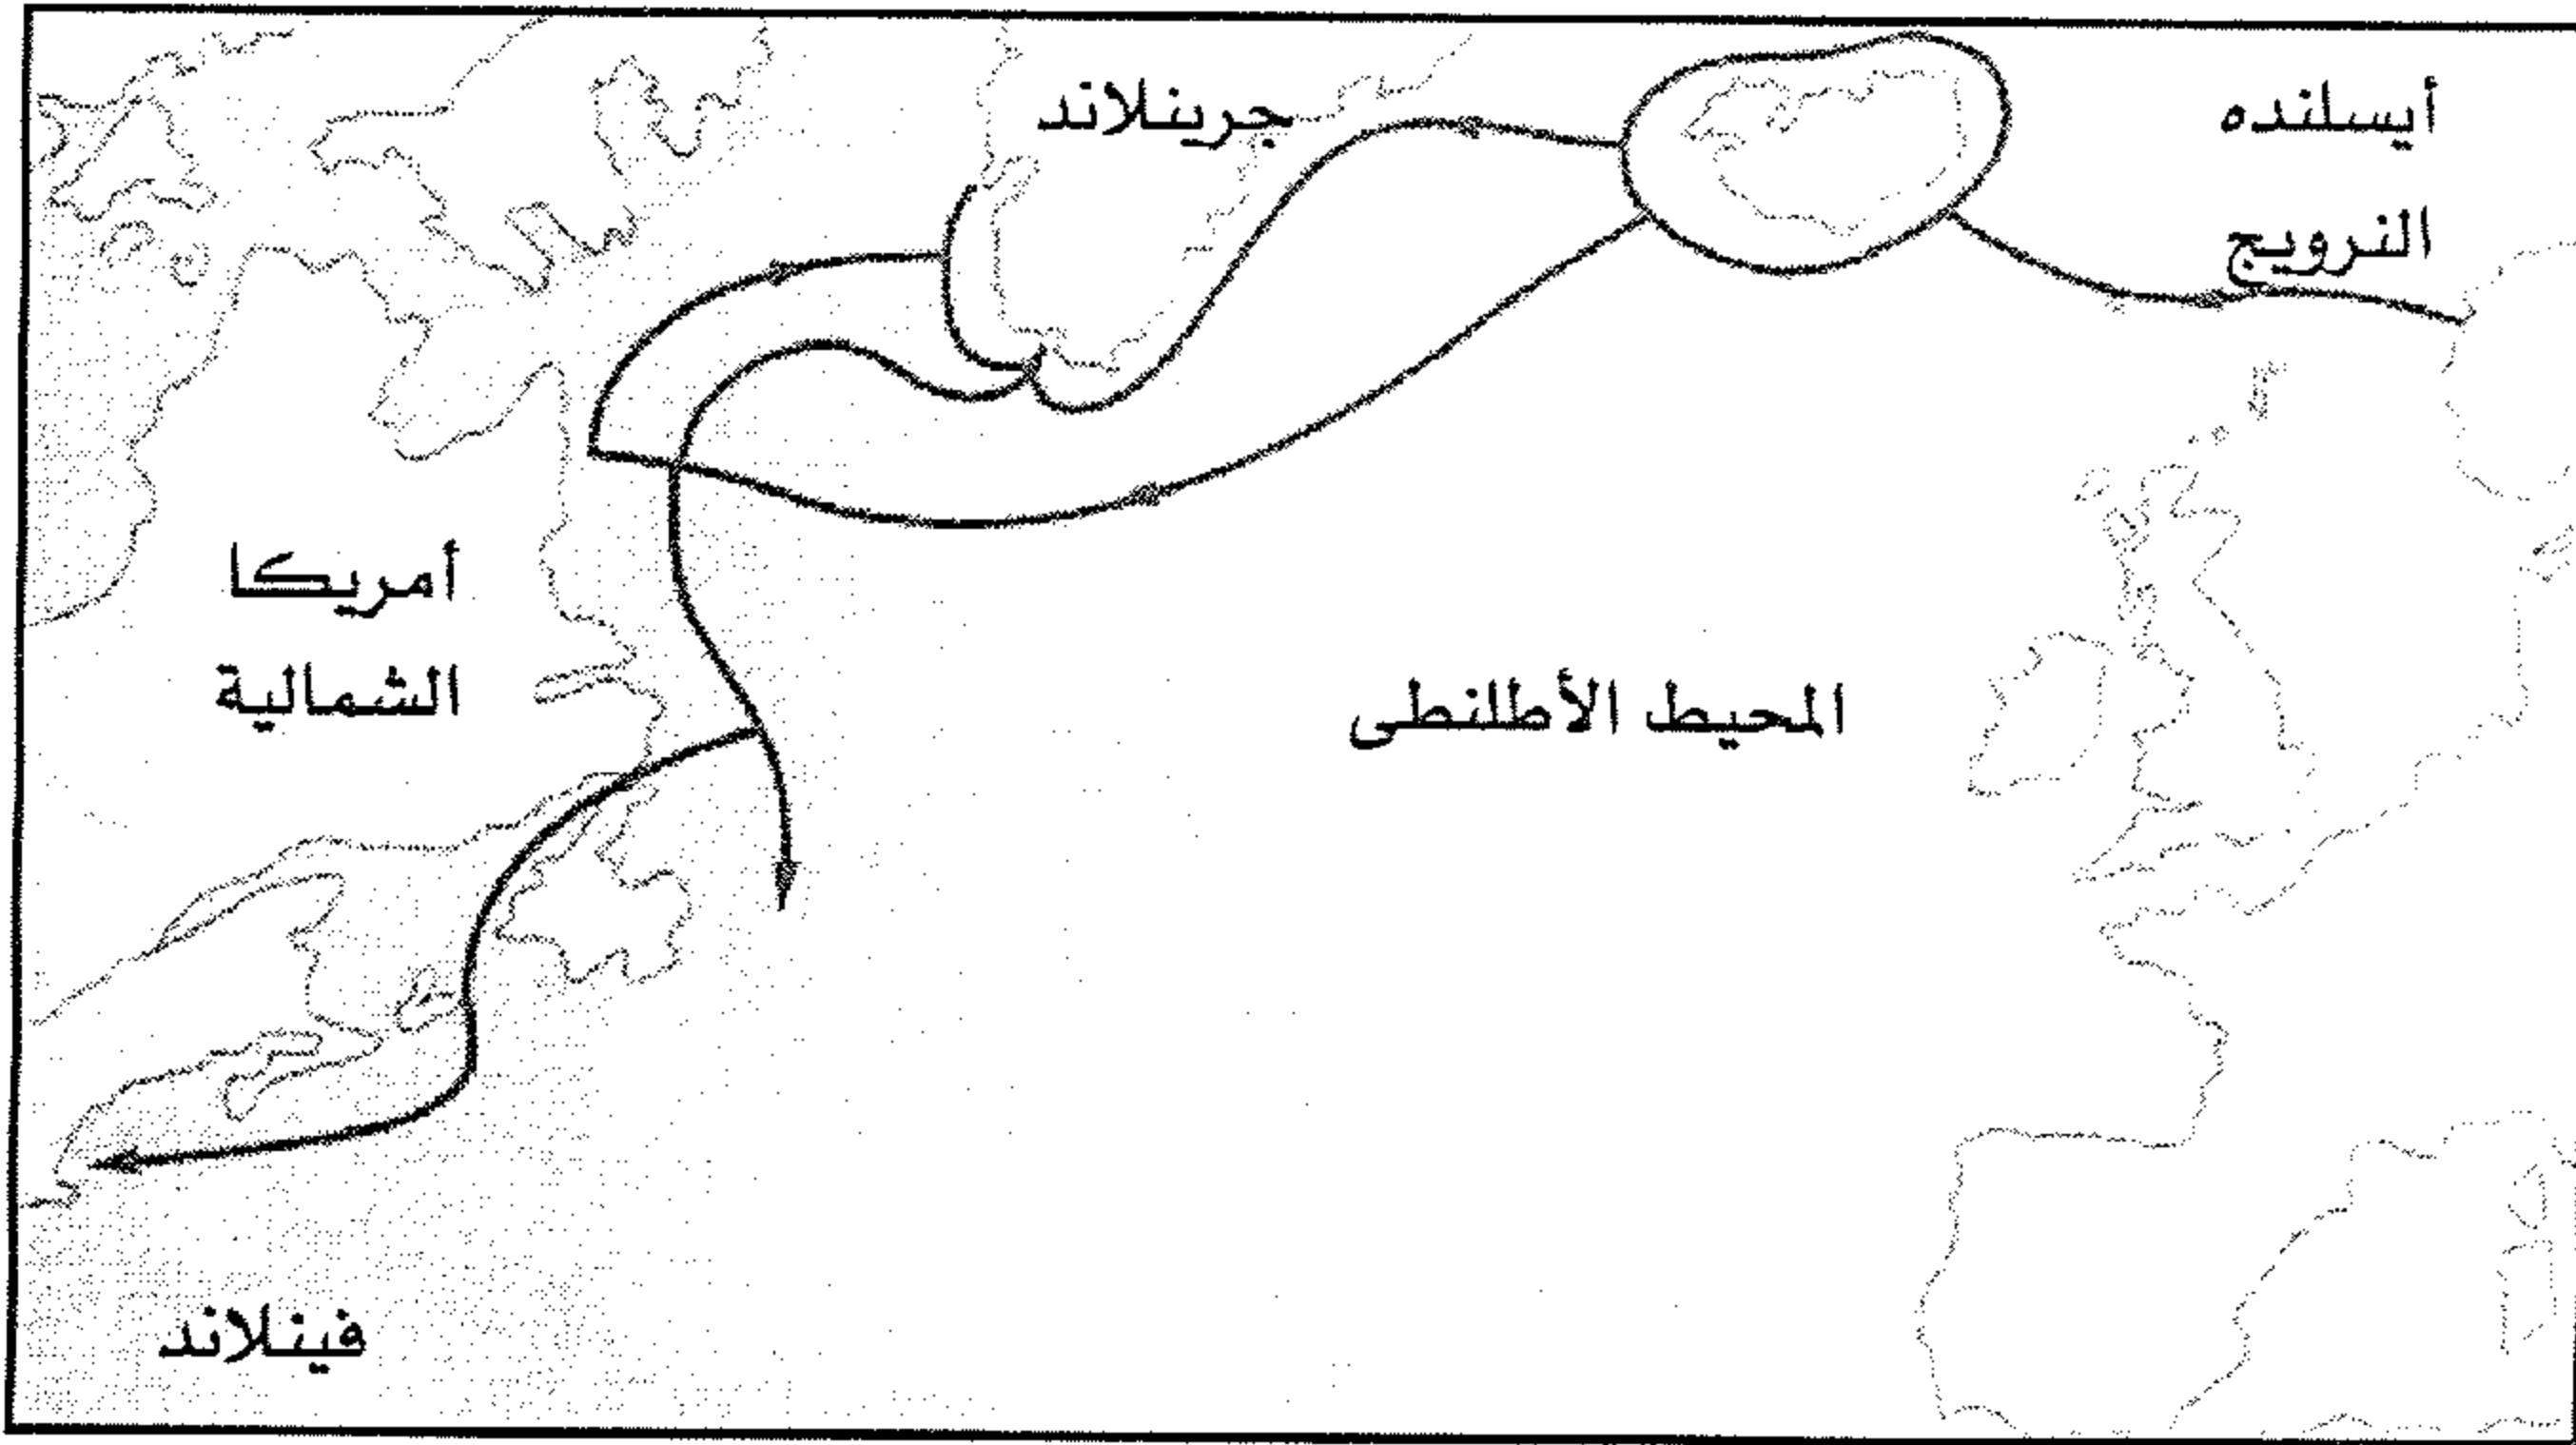 أيسلنده
النرويج
جرينلاند
أمريكا
الشمالية
المحيط الأطلنطى
فينلاند